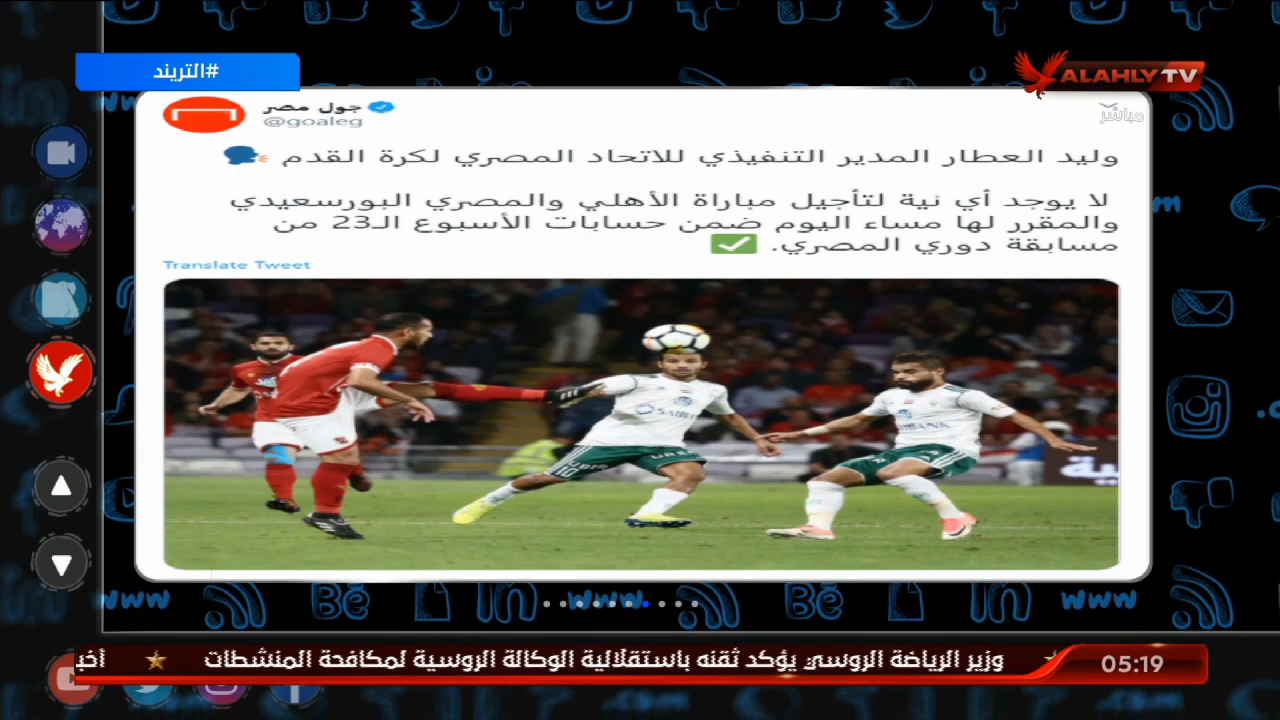 #التريند
ALAHLY TV
مباشر
جول مصر
@goaleg
وليد العطار المدير التنفيذي للاتحاد المصري لكرة القدم
لا يوجد أي نية لتأجيل مباراة الأهلي والمصري البورسعيدي
والمقرر لها مساء اليوم ضمن حسابات الأسبوع الـ23 من
مسابقة دوري المصري.
Translate Tweet
وزير الرياضة الروسي يؤكد ثقته باستقلالية الوكالة الروسية لمكافحة المنشطات
05:19